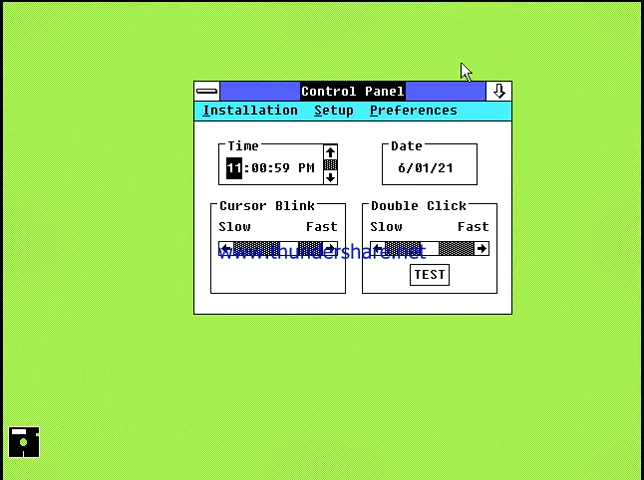 Control Panel
Installation Setup Preferences
Time
11:00:59 PM
Date
6/01/21
Cursor Blink
Slow Fast
Double Click
Slow Fast
www.thundershare.net
TEST